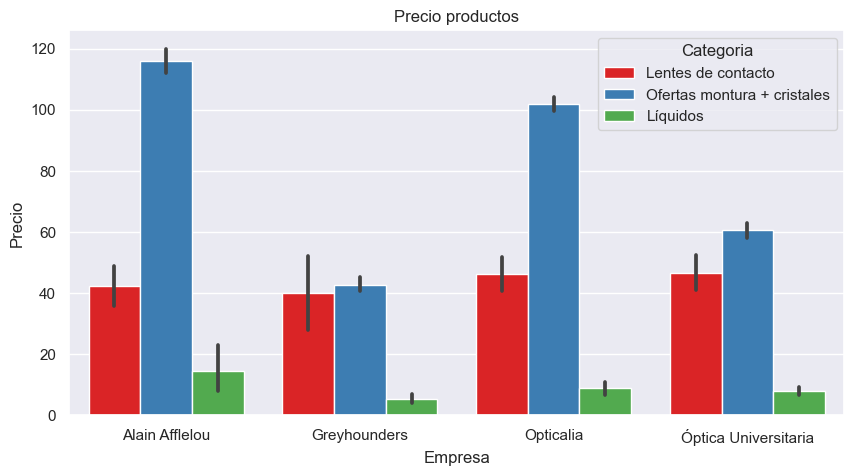 Precio productos
Categoria
Lentes de contacto
Ofertas montura + cristales
Líquidos
Precio
120
100
80
60
40
20
0
Alain Afflelou
Greyhounders
Opticalia
Óptica Universitaria
Empresa